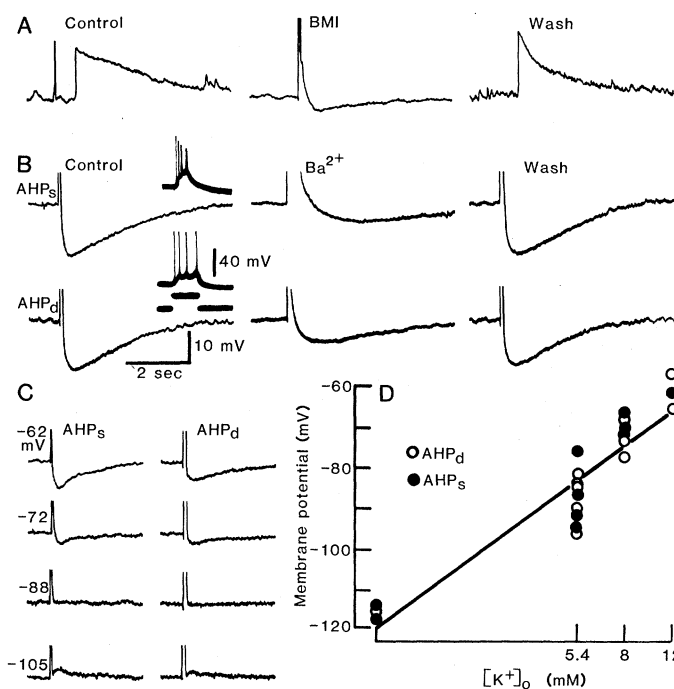 A Control BMI Wash
B Control Ba²⁺ Wash
AHPs
40 mV
AHPd
10 mV
2 sec
C AHPs AHPd
-62
mV
-72
-88
-105
D
Membrane potential (mV)
-60
-80
-100
-120
AHPd
AHPs
5.4 8 12
[K⁺]o (mM)